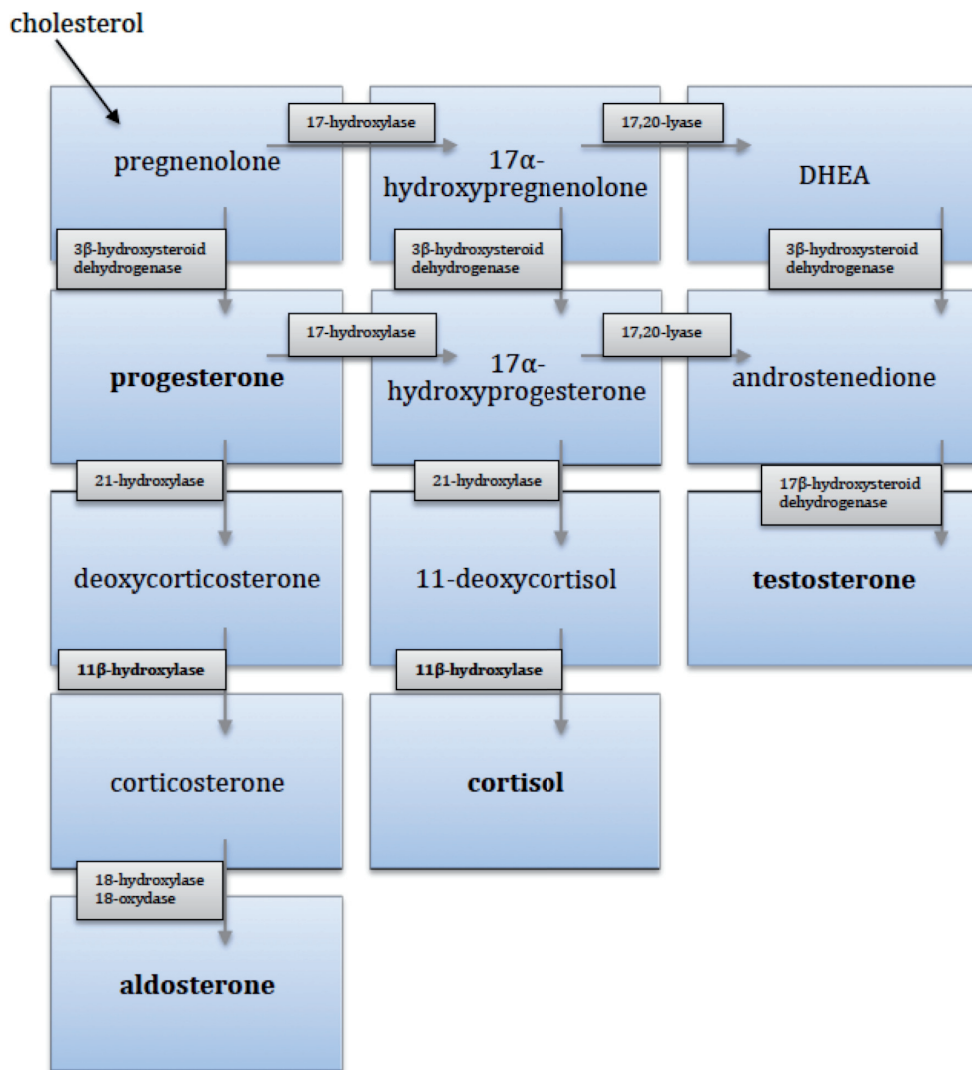 cholesterol
17-hydroxylase
17,20-lyase
pregnenolone
17α-
hydroxypregnenolone
DHEA
3β-hydroxysteroid
dehydrogenase
3β-hydroxysteroid
dehydrogenase
3β-hydroxysteroid
dehydrogenase
17-hydroxylase
17,20-lyase
progesterone
17α-
hydroxyprogesterone
androstenedione
21-hydroxylase
21-hydroxylase
17β-hydroxysteroid
dehydrogenase
deoxycorticosterone
11-deoxycortisol
testosterone
11β-hydroxylase
11β-hydroxylase
corticosterone
cortisol
18-hydroxylase
18-oxydase
aldosterone